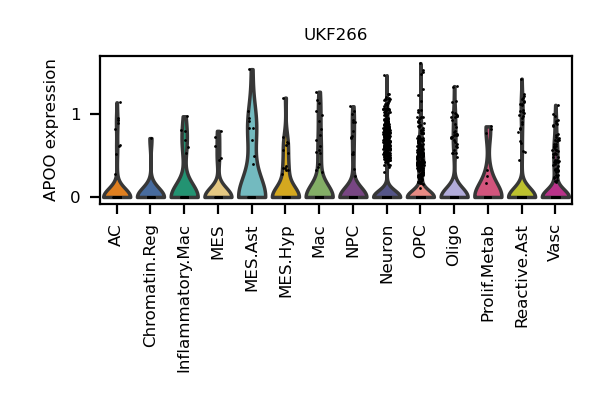 UKF266
APOO expression
1
0
AC
Chromatin.Reg
Inflammatory.Mac
MES
MES.Ast
MES.Hyp
Mac
NPC
Neuron
OPC
Oligo
Prolif.Metab
Reactive.Ast
Vasc